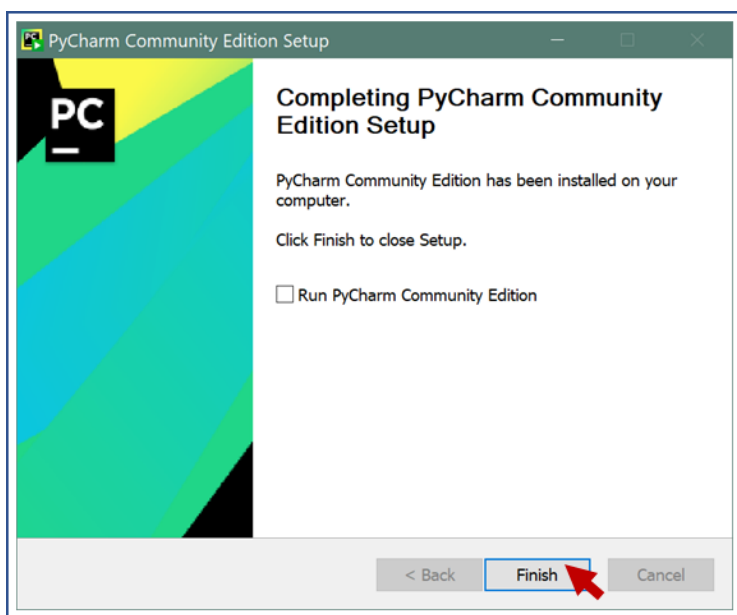 PyCharm Community Edition Setup
PC
Completing PyCharm Community
Edition Setup
PyCharm Community Edition has been installed on your
computer.
Click Finish to close Setup.
Run PyCharm Community Edition
< Back Finish Cancel